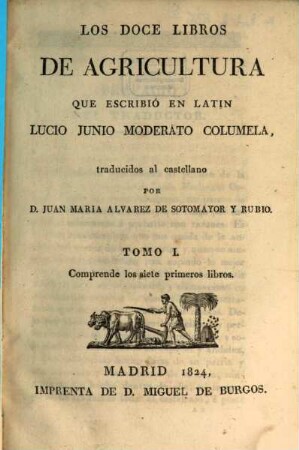 LOS DOCE LIBROS
DE AGRICULTURA
QUE ESCRIBIÓ EN LATIN
LUCIO JUNIO MODERATO COLUMELA,
traducidos al castellano
POR
D. JUAN MARIA ALVAREZ DE SOTOMAYOR Y RUBIO.
TOMO I.
Comprende los siete primeros libros.
MADRID 1824,
IMPRENTA DE D. MIGUEL DE BURGOS.